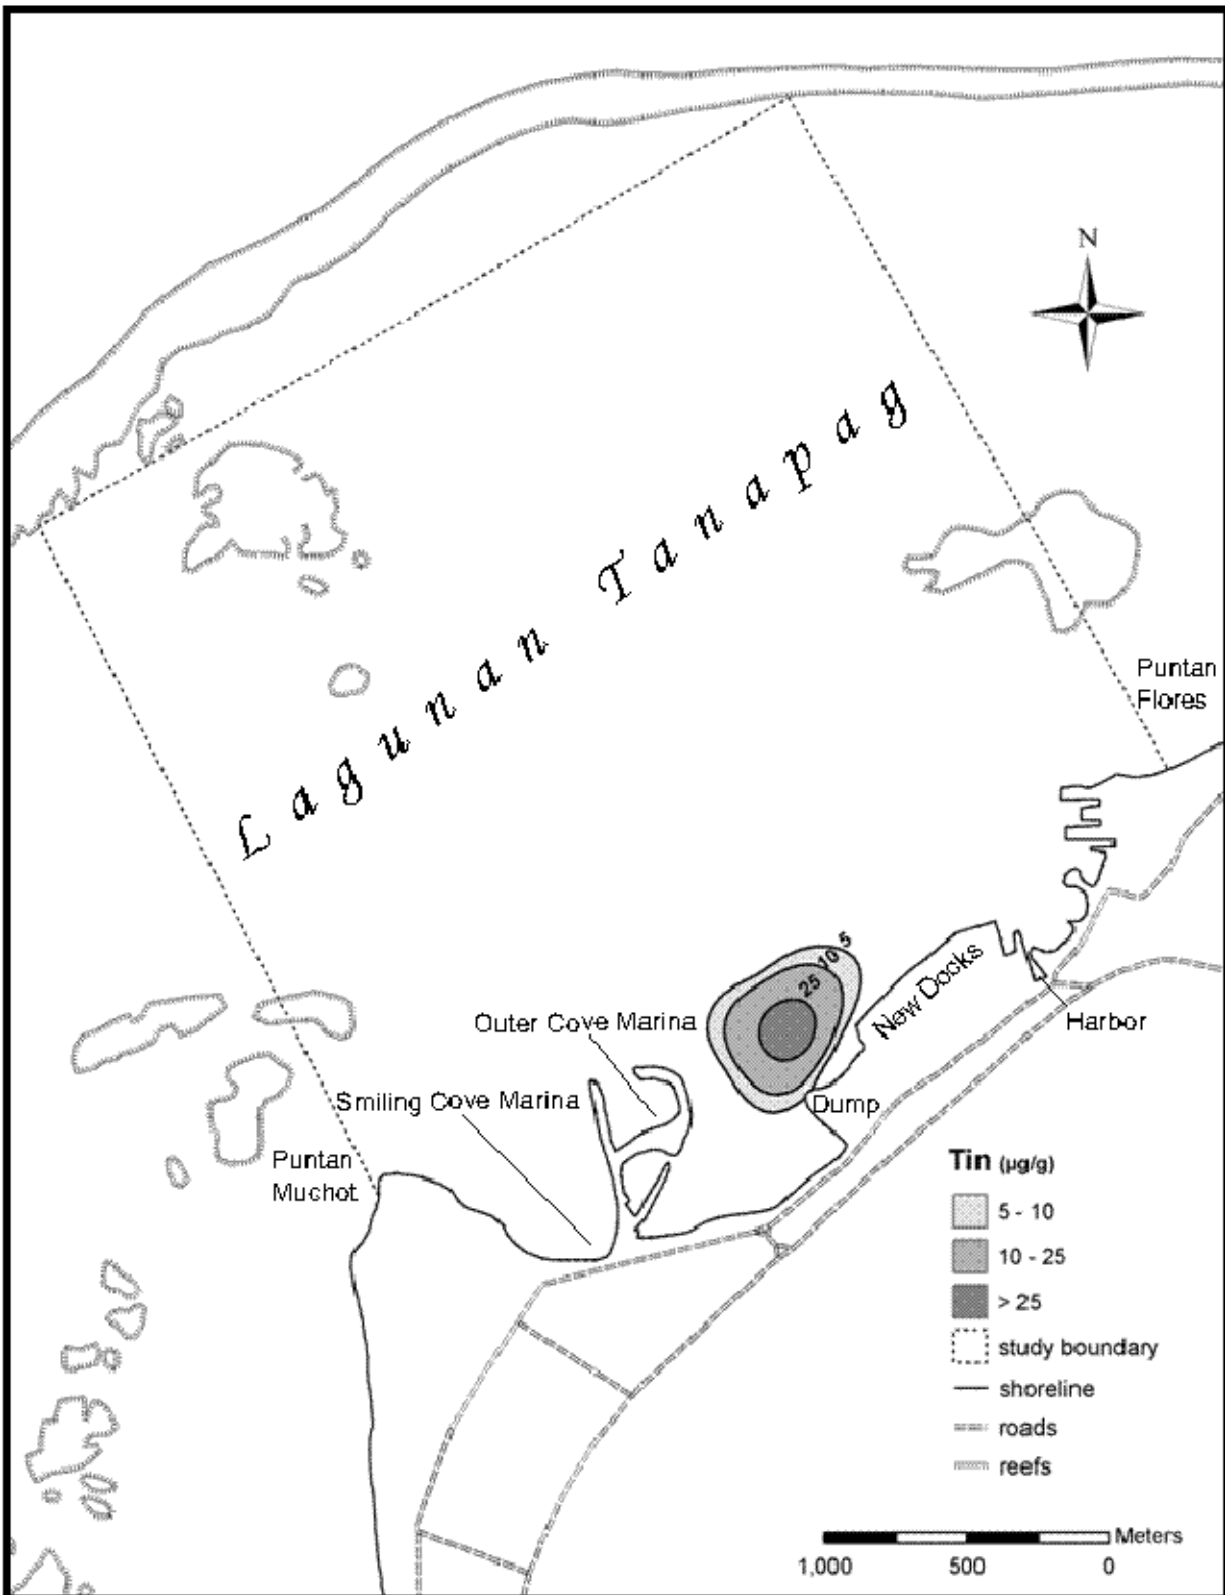 N
Lagunan Tanapag
Puntan
Flores
5
10
25
New Docks
Outer Cove Marina
Harbor
Smiling Cove Marina
Dump
Puntan
Muchot
Tin (µg/g)
5 - 10
10 - 25
> 25
study boundary
shoreline
roads
reefs
Meters
1,000 500 0